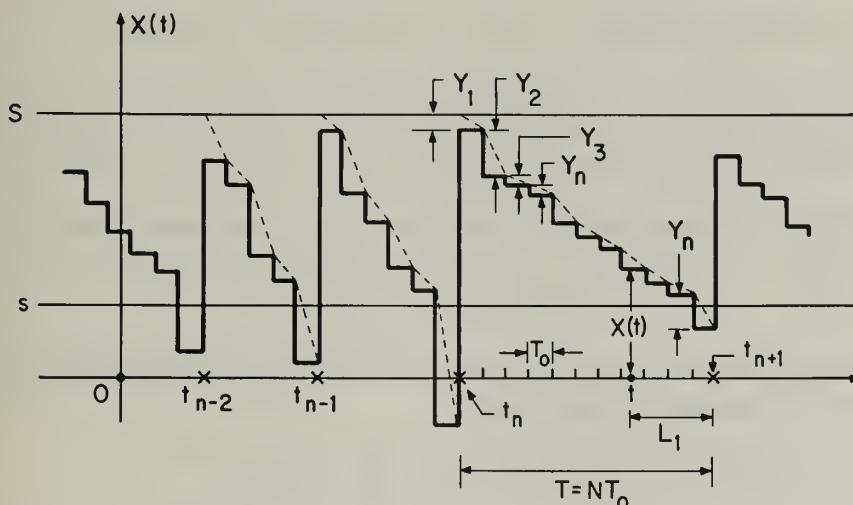 X(t)
S
Y₁
Y₂
Y₃
Yₙ
Yₙ
s
X(t)
T₀
tₙ₊₁
O
tₙ₋₂
tₙ₋₁
tₙ
t
L₁
T=NT₀